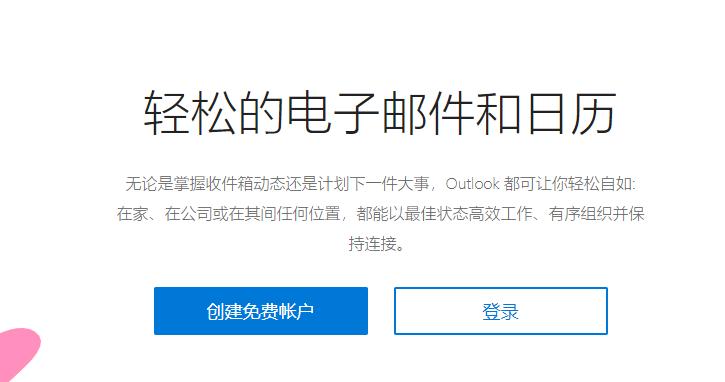 轻松的电子邮件和日历
无论是掌握收件箱动态还是计划下一件大事，Outlook 都可让你轻松自如:
在家、在公司或在其间任何位置，都能以最佳状态高效工作、有序组织并保
持连接。
创建免费帐户
登录